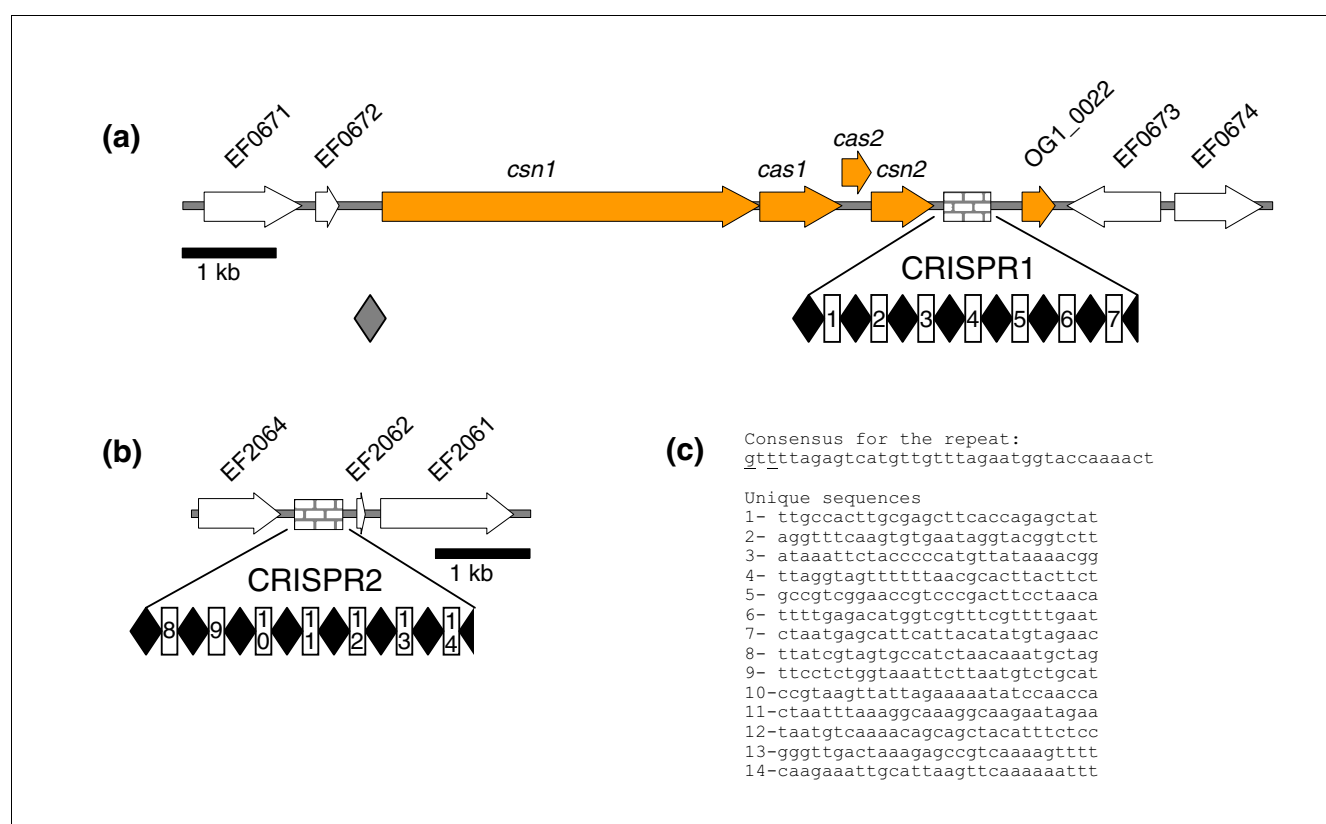 (a)
EF0671
EF0672
csn1
cas1
cas2
csn2
OG1_0022
EF0673
EF0674
1 kb
CRISPR1
1 2 3 4 5 6 7
(b)
EF2064
EF2062
EF2061
1 kb
CRISPR2
8 9 10 11 12 13 14
(c)
Consensus for the repeat:
gttttagagtcatgttgtttagaatggtaccaaaact
Unique sequences
1- ttgccacttgcgagcttcaccagagctat
2- aggtttcaagtgtgaataggtacggtctt
3- ataaattctacccccatgttataaaacgg
4- ttaggtagttttttaacgcacttacttct
5- gccgtcggaaccgtcccgacttcctaaca
6- ttttgagacatggtcgtttcgttttgaat
7- ctaatgagcattcattacatatgtagaac
8- ttatcgtagtgccatctaacaaatgctag
9- ttcctctggtaaattcttaatgtctgcat
10-ccgtaagttattagaaaaatatccaacca
11-ctaatttaaaggcaaaggcaagaatagaa
12-taatgtcaaaacagcagctacatttctcc
13-gggttgactaaagagccgtcaaaagtttt
14-caagaaattgcattaagttcaaaaaattt